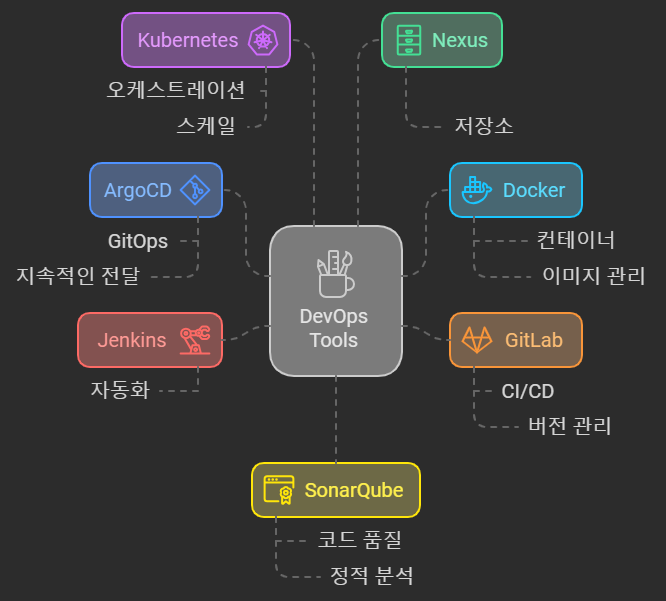 Kubernetes
오케스트레이션
스케일
Nexus
저장소
ArgoCD
GitOps
지속적인 전달
Docker
컨테이너
이미지 관리
DevOps
Tools
Jenkins
자동화
GitLab
CI/CD
버전 관리
SonarQube
코드 품질
정적 분석